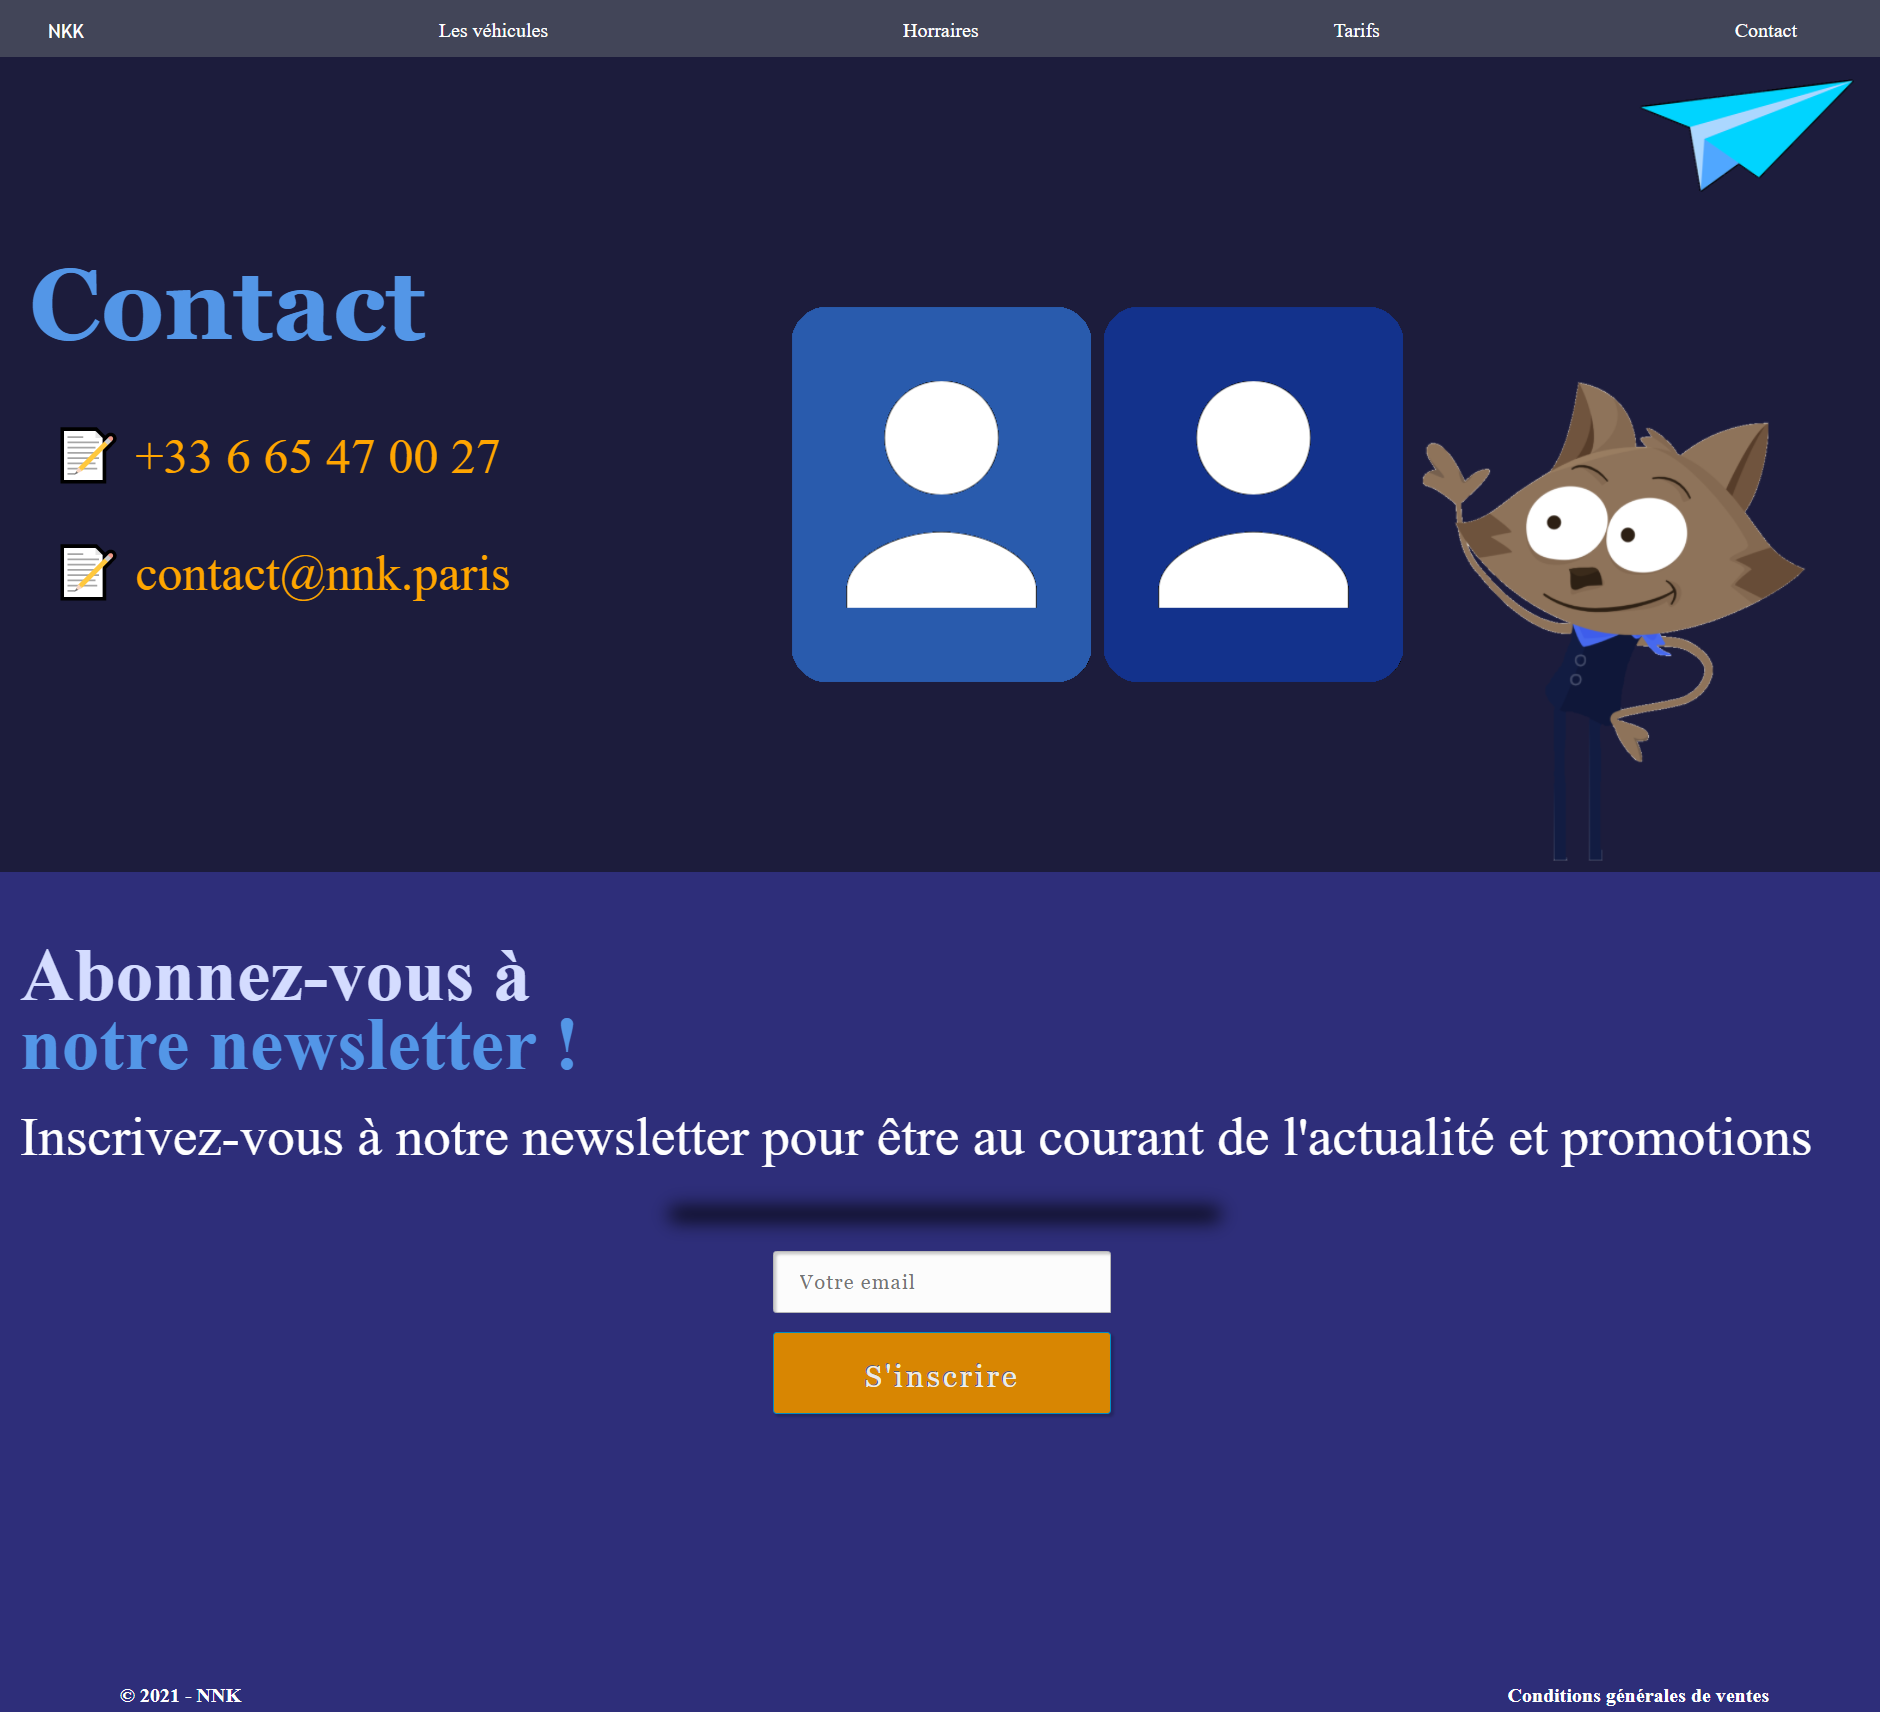 NKK
Les véhicules
Horraires
Tarifs
Contact
Contact
+33 6 65 47 00 27
contact@nnk.paris
Abonnez-vous à
notre newsletter !
Inscrivez-vous à notre newsletter pour être au courant de l'actualité et promotions
Votre email
S'inscrire
© 2021 - NNK
Conditions générales de ventes